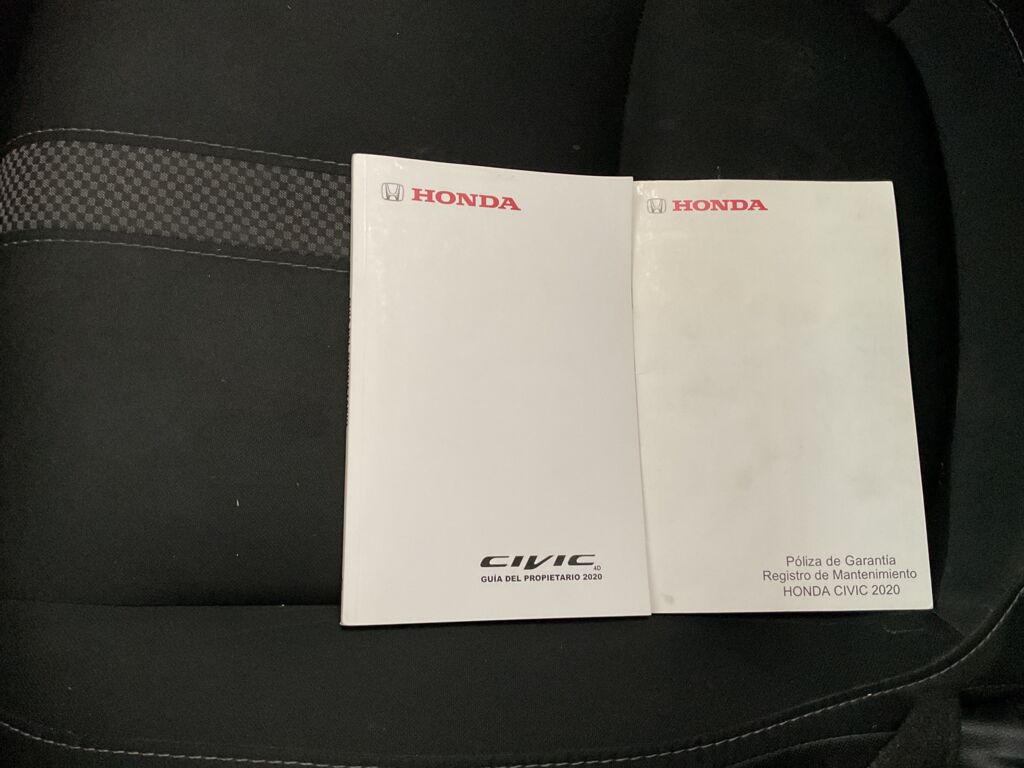 HONDA
CIVIC 4D
GUÍA DEL PROPIETARIO 2020
HONDA
Póliza de Garantía
Registro de Mantenimiento
HONDA CIVIC 2020